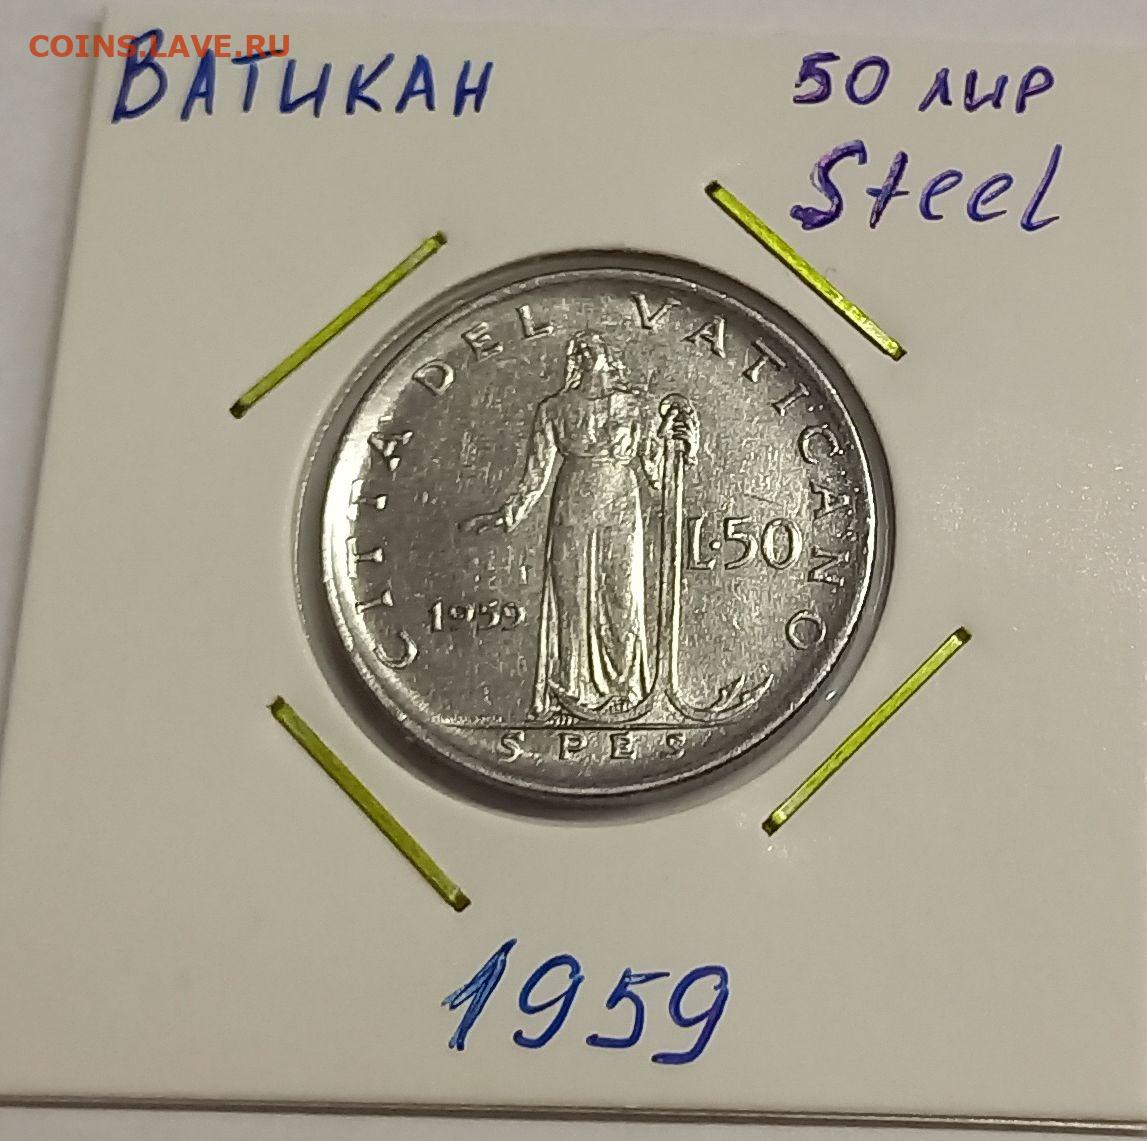 COINS.LAVE.RU
ВАТИКАН
50 лир
Steel
CITTA DEL VATICANO
L·50
1959
SPES
1959